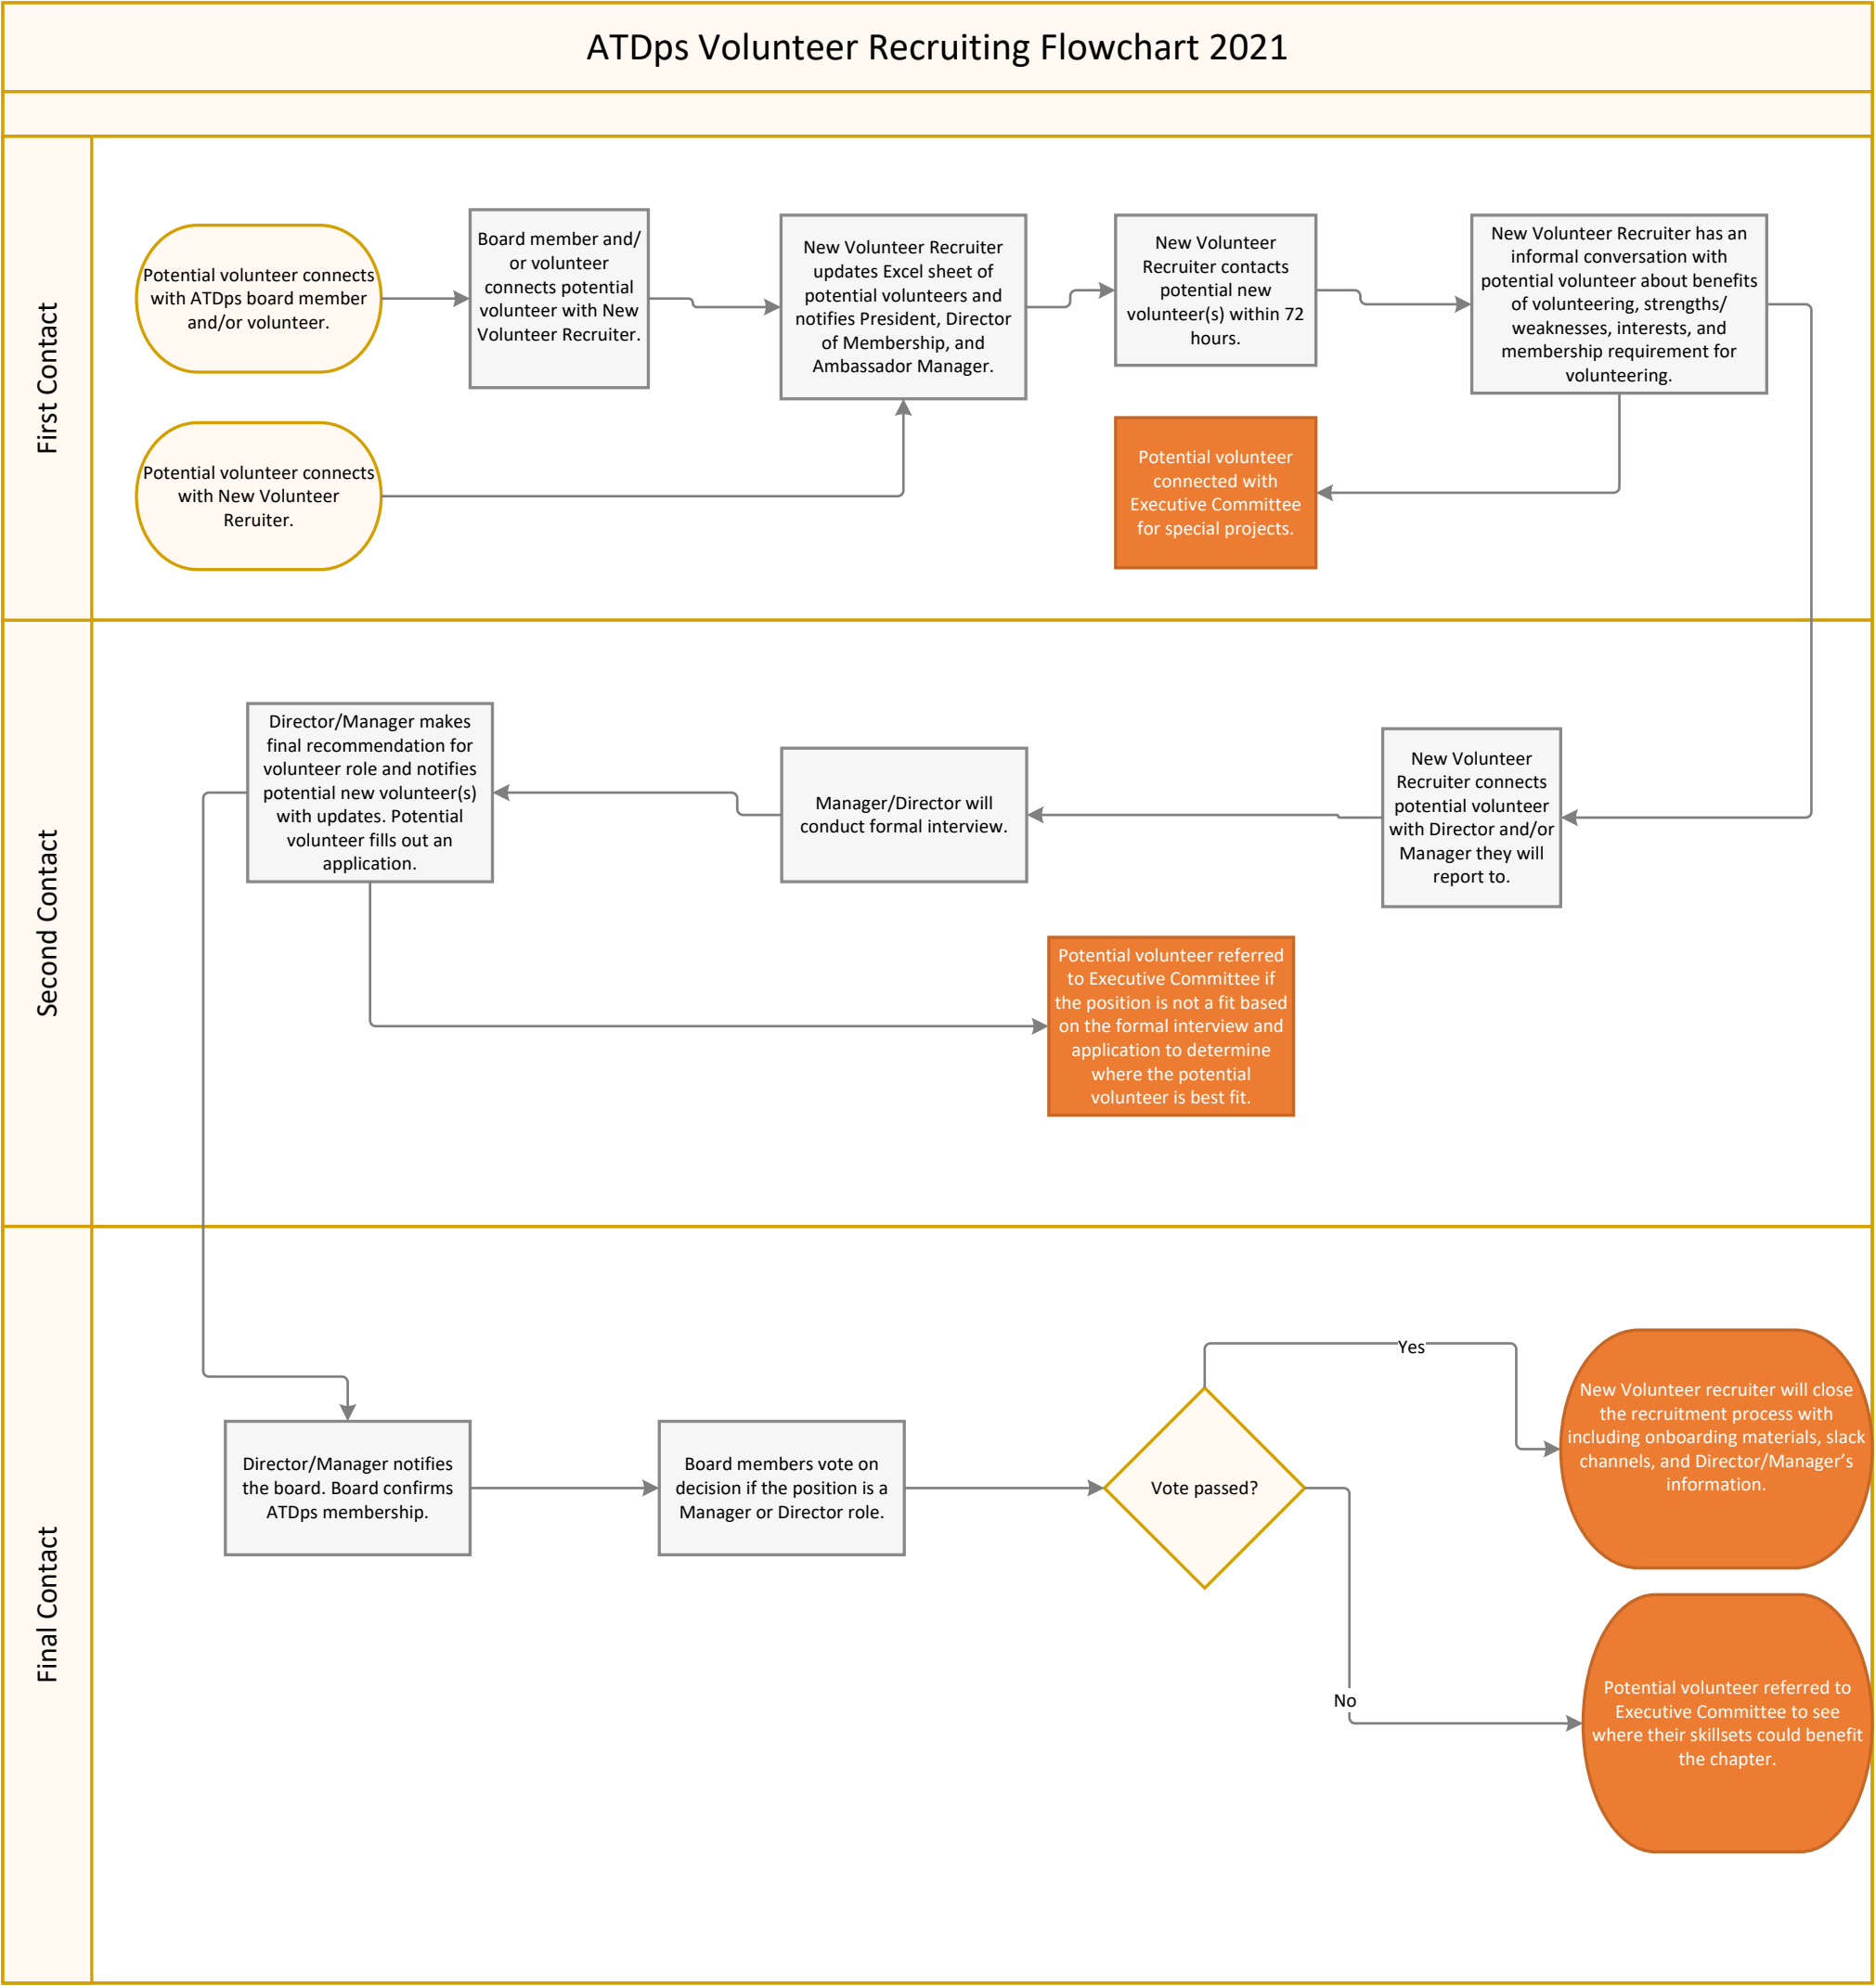 ATDps Volunteer Recruiting Flowchart 2021
First Contact
Potential volunteer connects
with ATDps board member
and/or volunteer.
Board member and/
or volunteer
connects potential
volunteer with New
Volunteer Recruiter.
New Volunteer Recruiter
updates Excel sheet of
potential volunteers and
notifies President, Director
of Membership, and
Ambassador Manager.
New Volunteer
Recruiter contacts
potential new
volunteer(s) within 72
hours.
New Volunteer Recruiter has an
informal conversation with
potential volunteer about benefits
of volunteering, strengths/
weaknesses, interests, and
membership requirement for
volunteering.
Potential volunteer connects
with New Volunteer
Reruiter.
Potential volunteer
connected with
Executive Committee
for special projects.
Second Contact
Director/Manager makes
final recommendation for
volunteer role and notifies
potential new volunteer(s)
with updates. Potential
volunteer fills out an
application.
Manager/Director will
conduct formal interview.
New Volunteer
Recruiter connects
potential volunteer
with Director and/or
Manager they will
report to.
Potential volunteer referred
to Executive Committee if
the position is not a fit based
on the formal interview and
application to determine
where the potential
volunteer is best fit.
Final Contact
Director/Manager notifies
the board. Board confirms
ATDps membership.
Board members vote on
decision if the position is a
Manager or Director role.
Vote passed?
Yes
New Volunteer recruiter will close
the recruitment process with
including onboarding materials, slack
channels, and Director/Manager’s
information.
No
Potential volunteer referred to
Executive Committee to see
where their skillsets could benefit
the chapter.